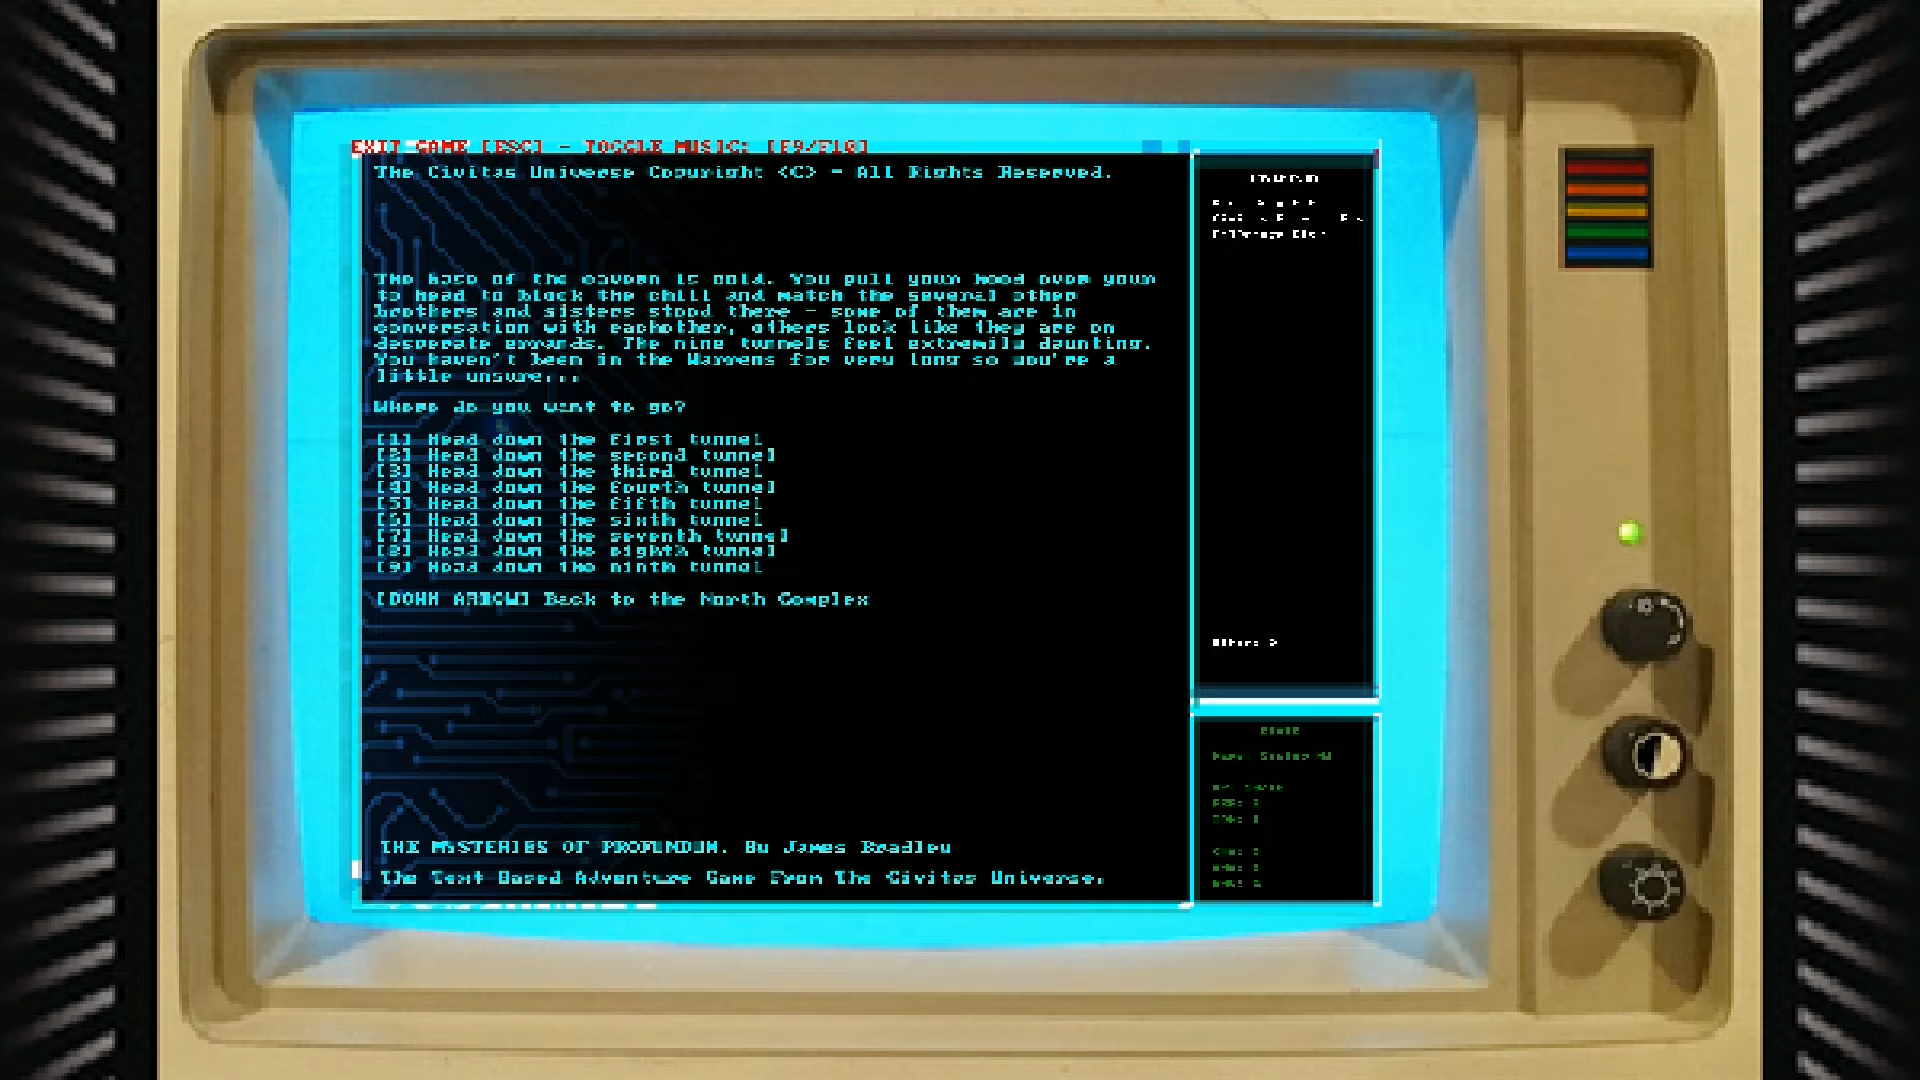 EXIT GAME [ESC] - TOGGLE MUSIC: [F9/F10]
The Civitas Universe Copyright <C> - All Rights Reserved.
The base of the cavern is cold. You pull your hood over your
to head to block the chill and watch the several other
brothers and sisters stood there - some of them are in
conversation with eachother, others look like they are on
desperate errands. The nine tunnels feel extremily daunting.
You haven't been in the Warrens for very long so you're a
little unsure...
Where do you want to go?
[1] Head down the first tunnel
[2] Head down the second tunnel
[3] Head down the third tunnel
[4] Head down the fourth tunnel
[5] Head down the fifth tunnel
[6] Head down the sixth tunnel
[7] Head down the seventh tunnel
[8] Head down the eighth tunnel
[9] Head down the ninth tunnel
[DOWN ARROW] Back to the North Complex
THE MYSTERIES OF PROFUNDUM. By James Bradley
The Text Based Adventure Game From The Civitas Universe.